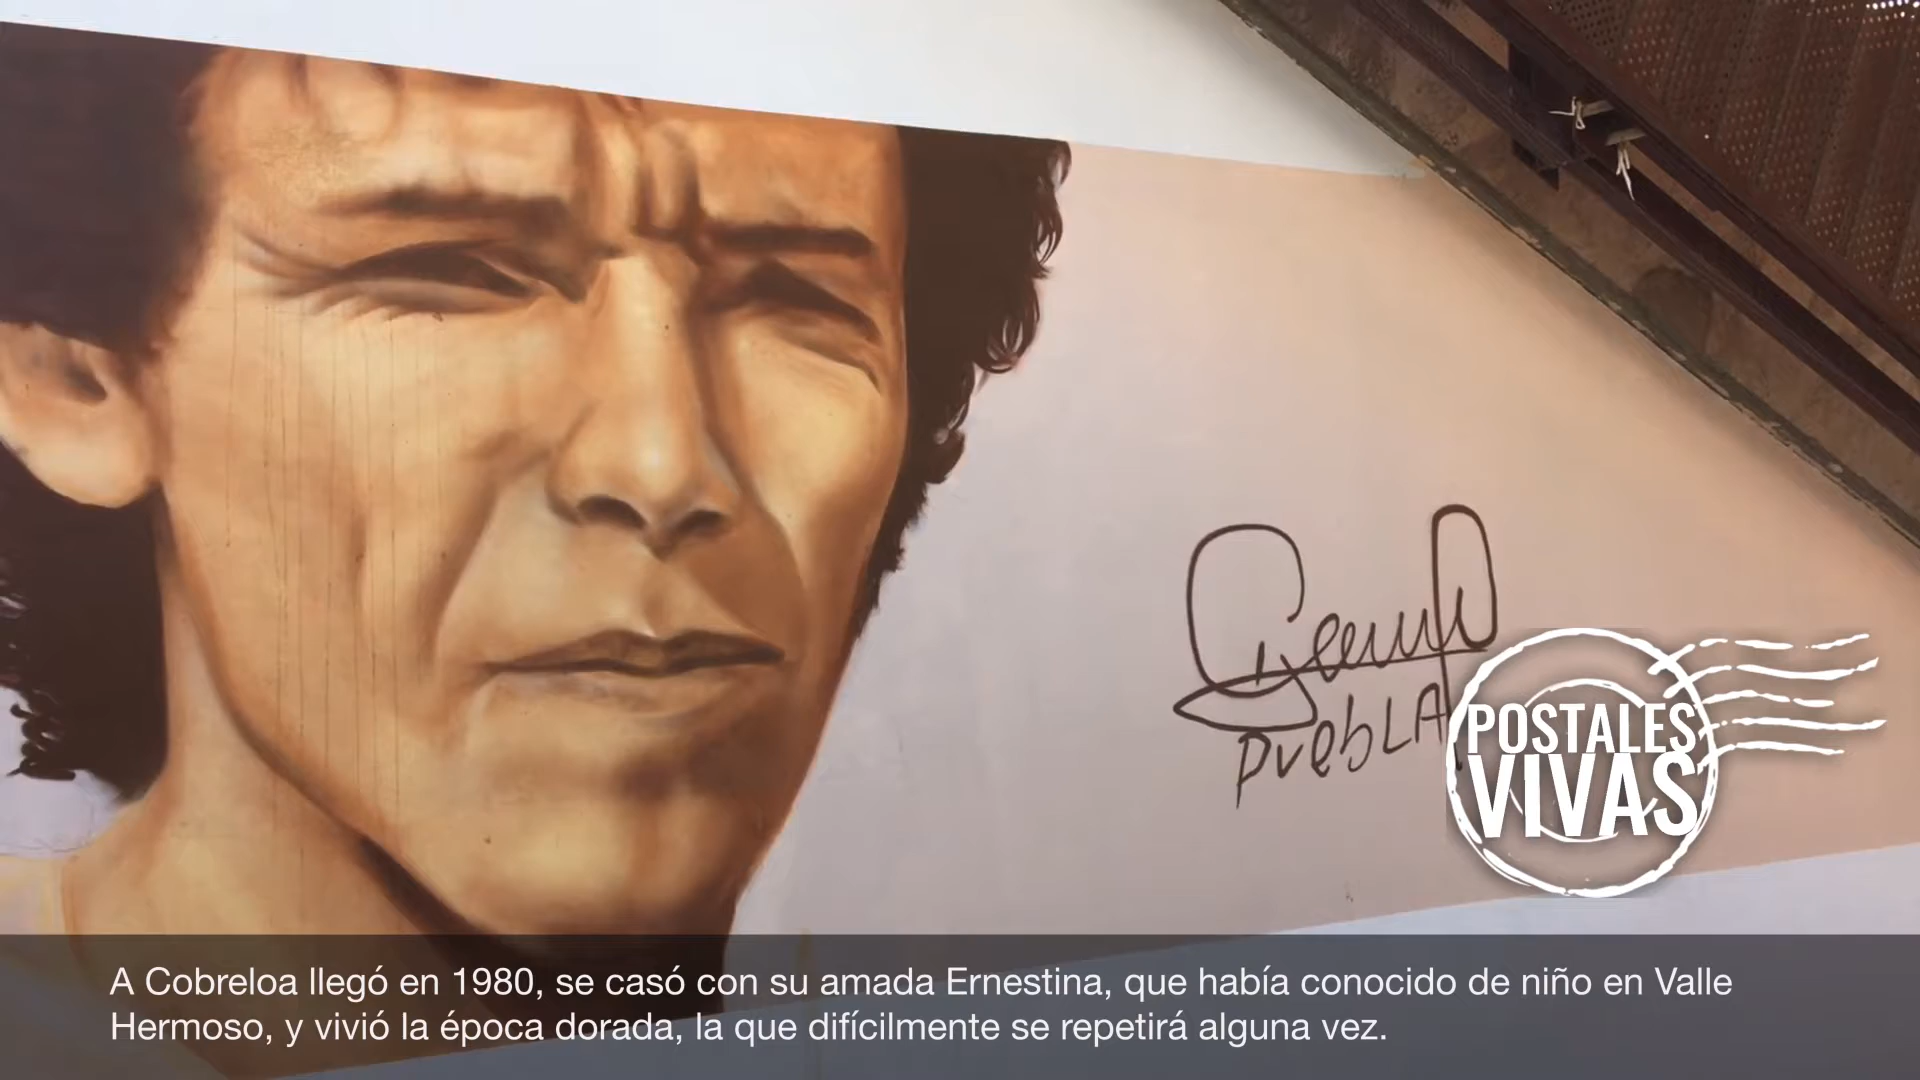 PUebLA
POSTALES
VIVAS
A Cobreloa llegó en 1980, se casó con su amada Ernestina, que había conocido de niño en Valle
Hermoso, y vivió la época dorada, la que difícilmente se repetirá alguna vez.